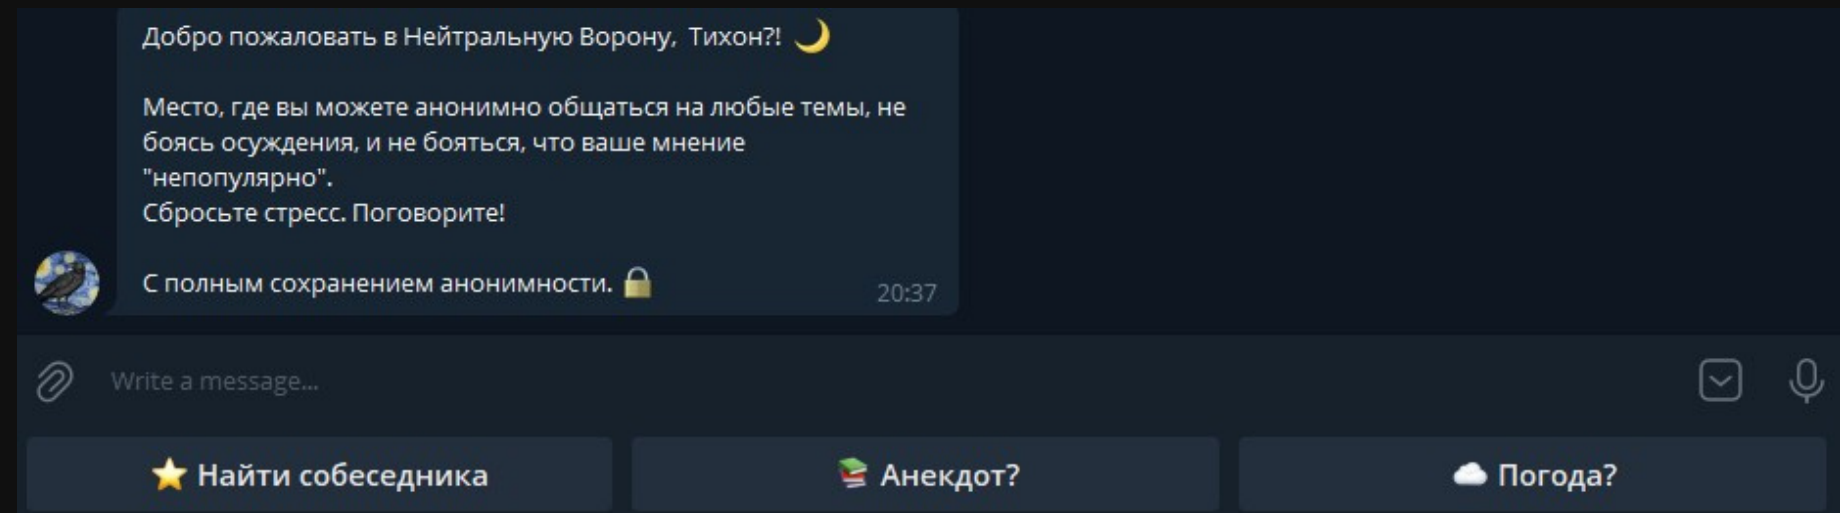 Добро пожаловать в Нейтральную Ворону, Тихон?! 🌙
Место, где вы можете анонимно общаться на любые темы, не
боясь осуждения, и не бояться, что ваше мнение
"непопулярно".
Сбросьте стресс. Поговорите!
С полным сохранением анонимности. 🔒
20:37
Write a message...
⭐ Найти собеседника
📚 Анекдот?
☁️ Погода?